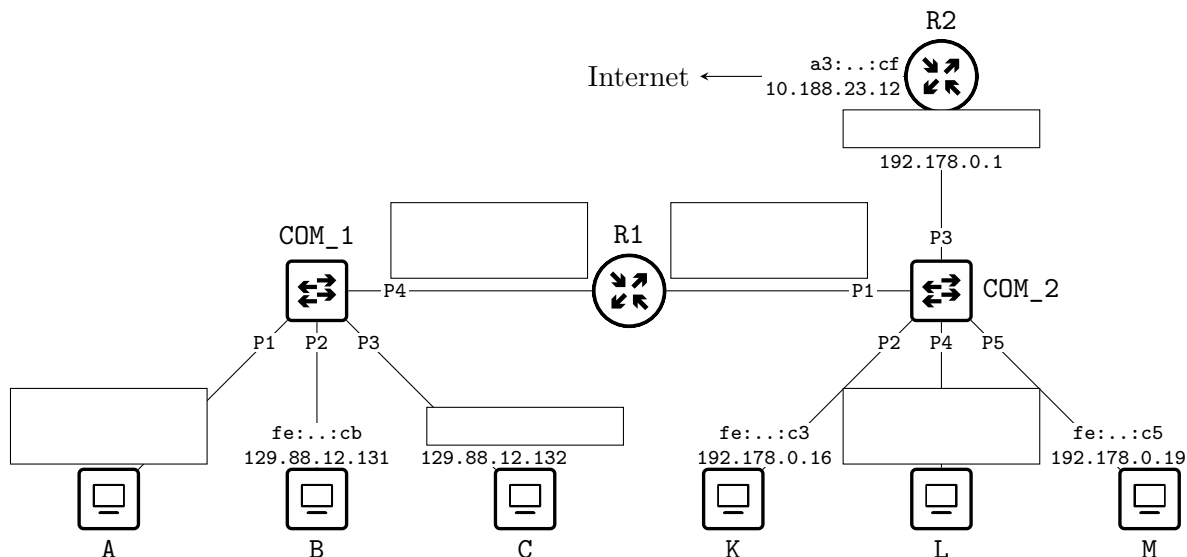 R2
a3:..:cf
Internet
10.188.23.12
192.178.0.1
COM_1
R1
P3
P4
P1
COM_2
P1
P2
P3
P2
P4
P5
fe:..:cb
129.88.12.131
129.88.12.132
fe:..:c3
192.178.0.16
fe:..:c5
192.178.0.19
A
B
C
K
L
M